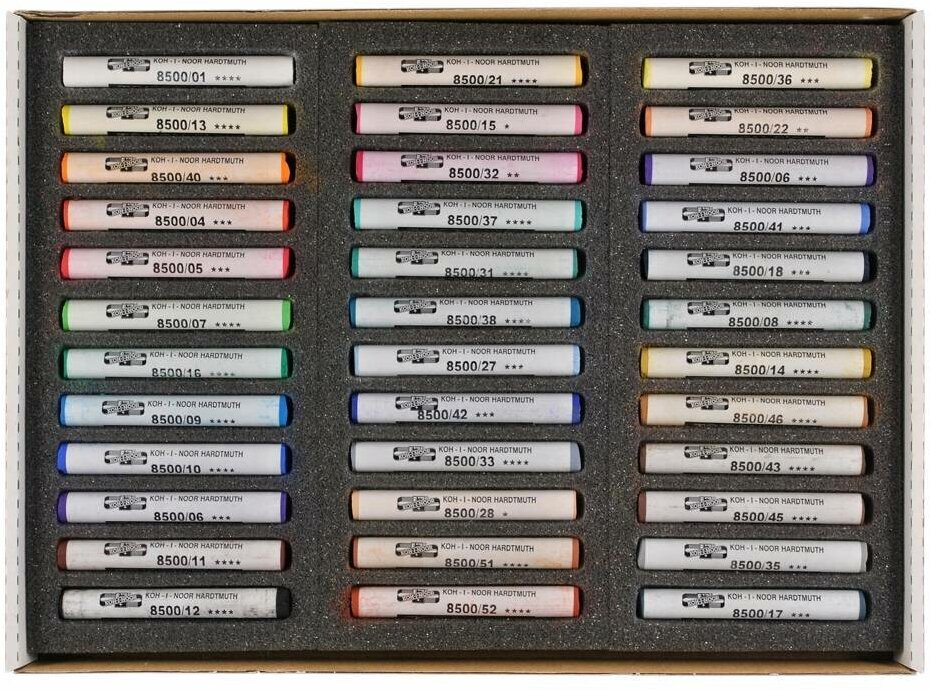 KOH - I - NOOR HARDTMUTH
8500/01 ****
KOH - I - NOOR HARDTMUTH
8500/13 ****
KOH - I - NOOR HARDTMUTH
8500/40 ***
KOH - I - NOOR HARDTMUTH
8500/04 ***
KOH - I - NOOR HARDTMUTH
8500/05 ***
KOH - I - NOOR HARDTMUTH
8500/07 ****
KOH - I - NOOR HARDTMUTH
8500/16 ****
KOH - I - NOOR HARDTMUTH
8500/09 ****
KOH - I - NOOR HARDTMUTH
8500/10 ****
KOH - I - NOOR HARDTMUTH
8500/06 ***
KOH - I - NOOR HARDTMUTH
8500/11 ****
KOH - I - NOOR HARDTMUTH
8500/12 ****
KOH - I - NOOR HARDTMUTH
8500/21 ****
KOH - I - NOOR HARDTMUTH
8500/15 *
KOH - I - NOOR HARDTMUTH
8500/32 **
KOH - I - NOOR HARDTMUTH
8500/37 ****
KOH - I - NOOR HARDTMUTH
8500/31 ****
KOH - I - NOOR HARDTMUTH
8500/38 ****
KOH - I - NOOR HARDTMUTH
8500/27 ***
KOH - I - NOOR HARDTMUTH
8500/42 ***
KOH - I - NOOR HARDTMUTH
8500/33 ****
KOH - I - NOOR HARDTMUTH
8500/28 *
KOH - I - NOOR HARDTMUTH
8500/51 ****
KOH - I - NOOR HARDTMUTH
8500/52 ****
KOH - I - NOOR HARDTMUTH
8500/36 ***
KOH - I - NOOR HARDTMUTH
8500/22 **
KOH - I - NOOR HARDTMUTH
8500/06 ***
KOH - I - NOOR HARDTMUTH
8500/41 ***
KOH - I - NOOR HARDTMUTH
8500/18 ***
KOH - I - NOOR HARDTMUTH
8500/08 ****
KOH - I - NOOR HARDTMUTH
8500/14 ****
KOH - I - NOOR HARDTMUTH
8500/46 ****
KOH - I - NOOR HARDTMUTH
8500/43 ****
KOH - I - NOOR HARDTMUTH
8500/45 ****
KOH - I - NOOR HARDTMUTH
8500/35 ***
KOH - I - NOOR HARDTMUTH
8500/17 ***